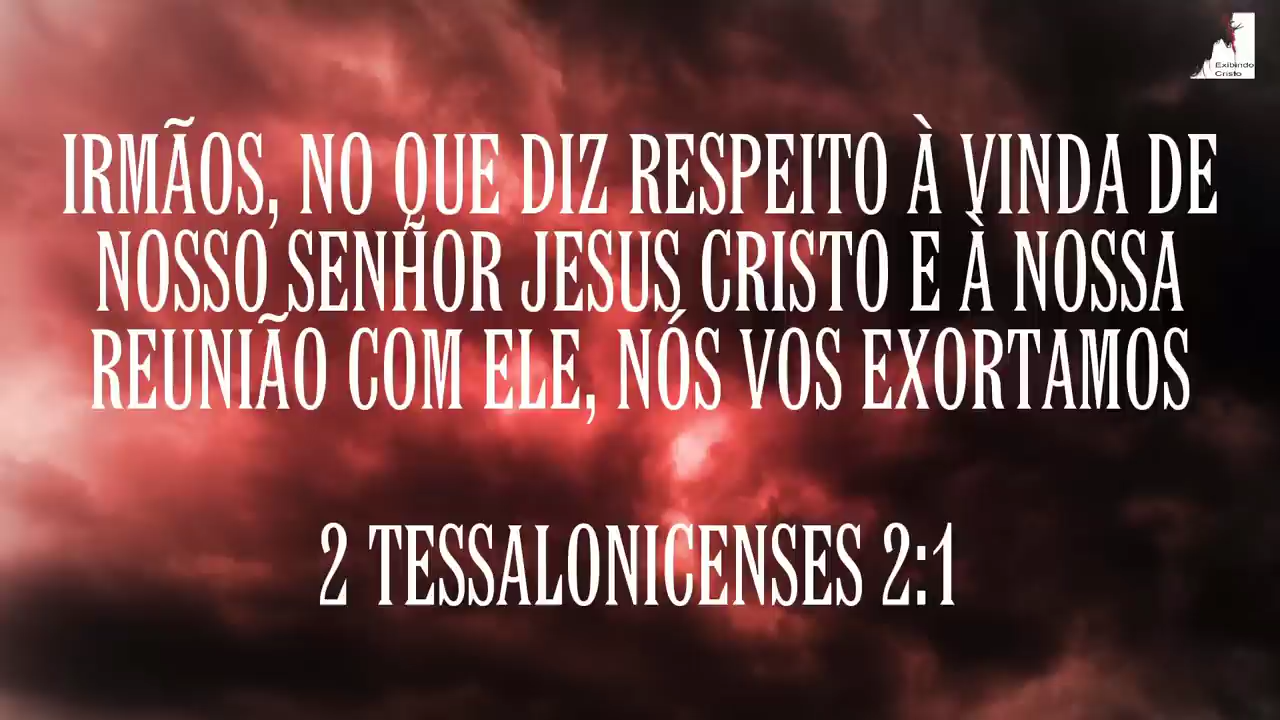 Exibindo
Cristo
IRMÃOS, NO QUE DIZ RESPEITO À VINDA DE
NOSSO SENHOR JESUS CRISTO E À NOSSA
REUNIÃO COM ELE, NÓS VOS EXORTAMOS
2 TESSALONICENSES 2:1